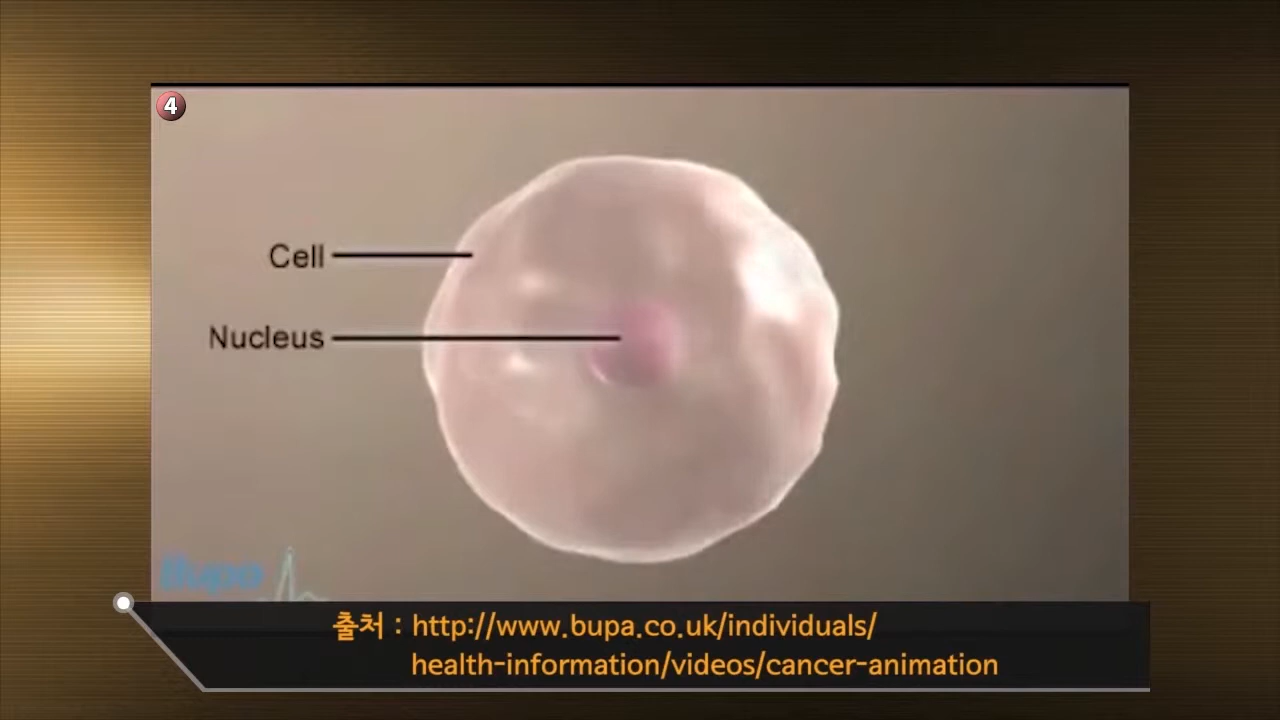 4
Cell
Nucleus
Bupa
출처 : http://www.bupa.co.uk/individuals/
health-information/videos/cancer-animation